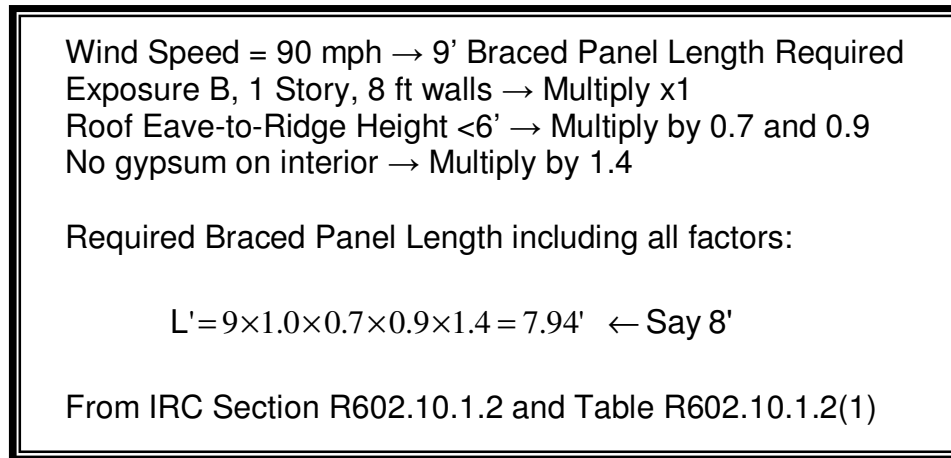 Wind Speed = 90 mph → 9’ Braced Panel Length Required
Exposure B, 1 Story, 8 ft walls → Multiply x1
Roof Eave-to-Ridge Height <6’ → Multiply by 0.7 and 0.9
No gypsum on interior → Multiply by 1.4
Required Braced Panel Length including all factors:
L'=9×1.0×0.7×0.9×1.4=7.94' ← Say 8'
From IRC Section R602.10.1.2 and Table R602.10.1.2(1)